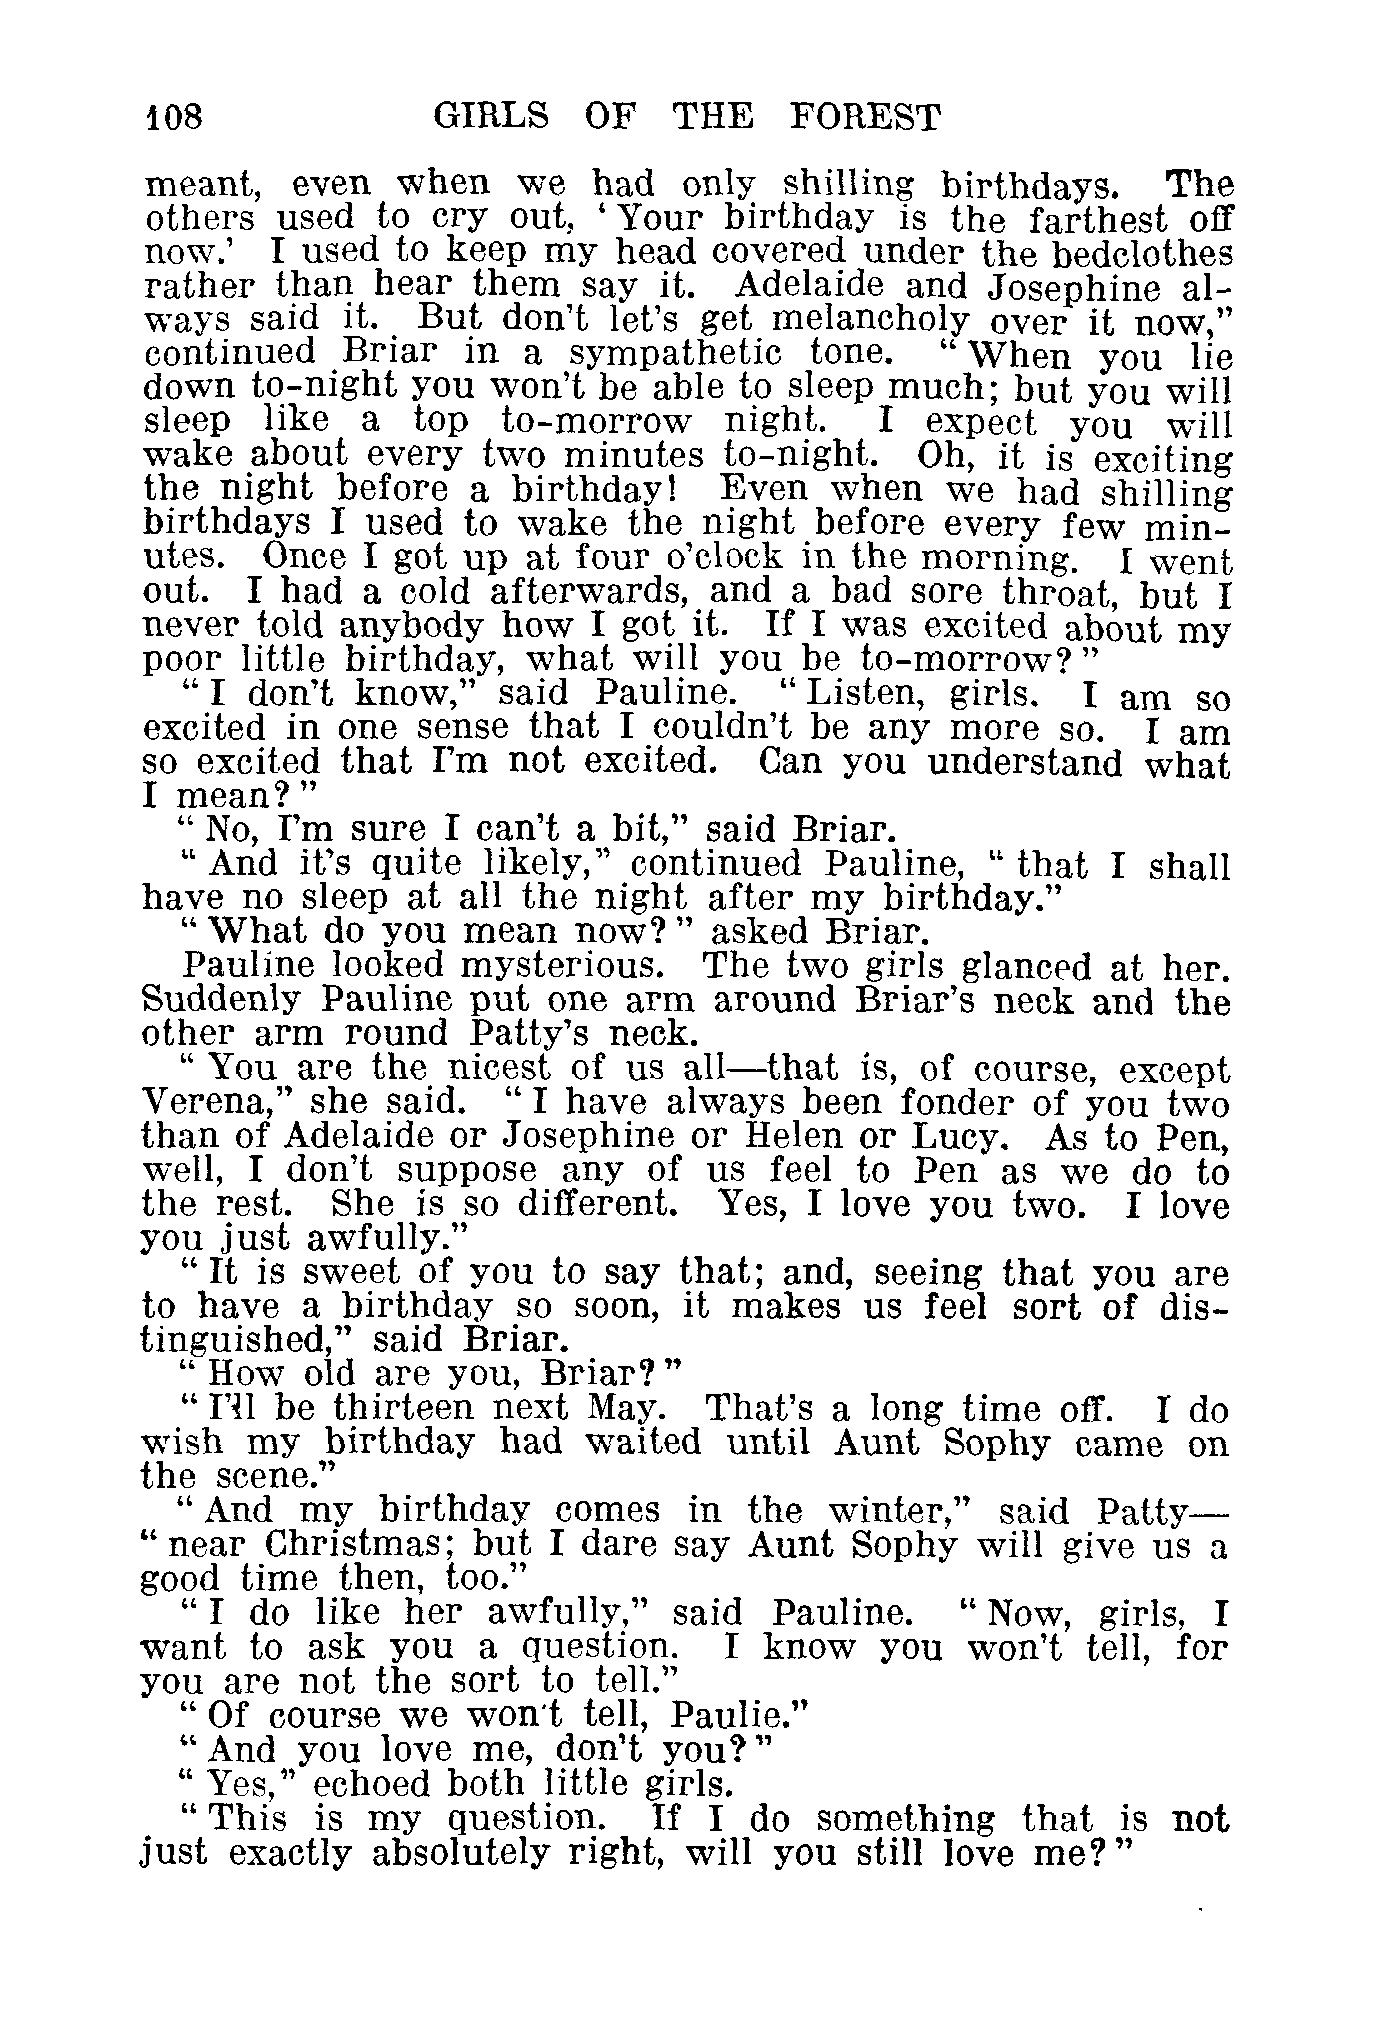 108 GIRLS OF THE FOREST
meant, even when we had only shilling birthdays. The
others used to cry out, ‘Your birthday is the farthest off
now.’ I used to keep my head covered under the bedclothes
rather than hear them say it. Adelaide and Josephine al-
ways said it. But don’t let’s get melancholy over it now,”
continued Briar in a sympathetic tone. “When you lie
down to-night you won’t be able to sleep much; but you will
sleep like a top to-morrow night. I expect you will
wake about every two minutes to-night. Oh, it is exciting
the night before a birthday! Even when we had shilling
birthdays I used to wake the night before every few min-
utes. Once I got up at four o’clock in the morning. I went
out. I had a cold afterwards, and a bad sore throat, but I
never told anybody how I got it. If I was excited about my
poor little birthday, what will you be to-morrow?”
“I don’t know,” said Pauline. “Listen, girls. I am so
excited in one sense that I couldn’t be any more so. I am
so excited that I’m not excited. Can you understand what
I mean?”
“No, I’m sure I can’t a bit,” said Briar.
“And it’s quite likely,” continued Pauline, “that I shall
have no sleep at all the night after my birthday.”
“What do you mean now?” asked Briar.
Pauline looked mysterious. The two girls glanced at her.
Suddenly Pauline put one arm around Briar’s neck and the
other arm round Patty’s neck.
“You are the nicest of us all—that is, of course, except
Verena,” she said. “I have always been fonder of you two
than of Adelaide or Josephine or Helen or Lucy. As to Pen,
well, I don’t suppose any of us feel to Pen as we do to
the rest. She is so different. Yes, I love you two. I love
you just awfully.”
“It is sweet of you to say that; and, seeing that you are
to have a birthday so soon, it makes us feel sort of dis-
tinguished,” said Briar.
“How old are you, Briar?”
“I’ll be thirteen next May. That’s a long time off. I do
wish my birthday had waited until Aunt Sophy came on
the scene.”
“And my birthday comes in the winter,” said Patty—
“near Christmas; but I dare say Aunt Sophy will give us a
good time then, too.”
“I do like her awfully,” said Pauline. “Now, girls, I
want to ask you a question. I know you won’t tell, for
you are not the sort to tell.”
“Of course we won’t tell, Paulie.”
“And you love me, don’t you?”
“Yes,” echoed both little girls.
“This is my question. If I do something that is not
just exactly absolutely right, will you still love me?”